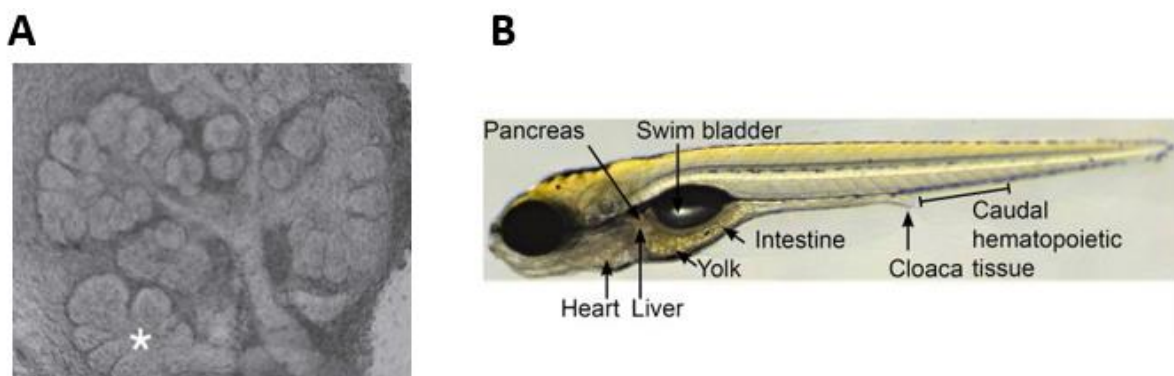 A
B
Pancreas
Swim bladder
Intestine
Yolk
Heart
Liver
Cloaca
Caudal
hematopoietic
tissue
*